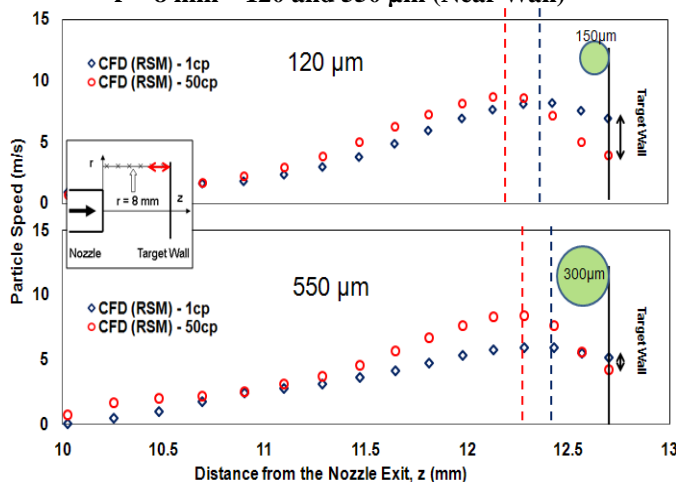 r = 8 mm – 120 and 550 μm (Near Wall)
15
10
5
0
CFD (RSM) - 1cp
CFD (RSM) - 50cp
120 μm
150μm
Target Wall
r
r = 8 mm
z
Nozzle
Target Wall
Particle Speed (m/s)
15
10
5
0
CFD (RSM) - 1cp
CFD (RSM) - 50cp
550 μm
300μm
Target Wall
10
10.5
11
11.5
12
12.5
13
Distance from the Nozzle Exit, z (mm)